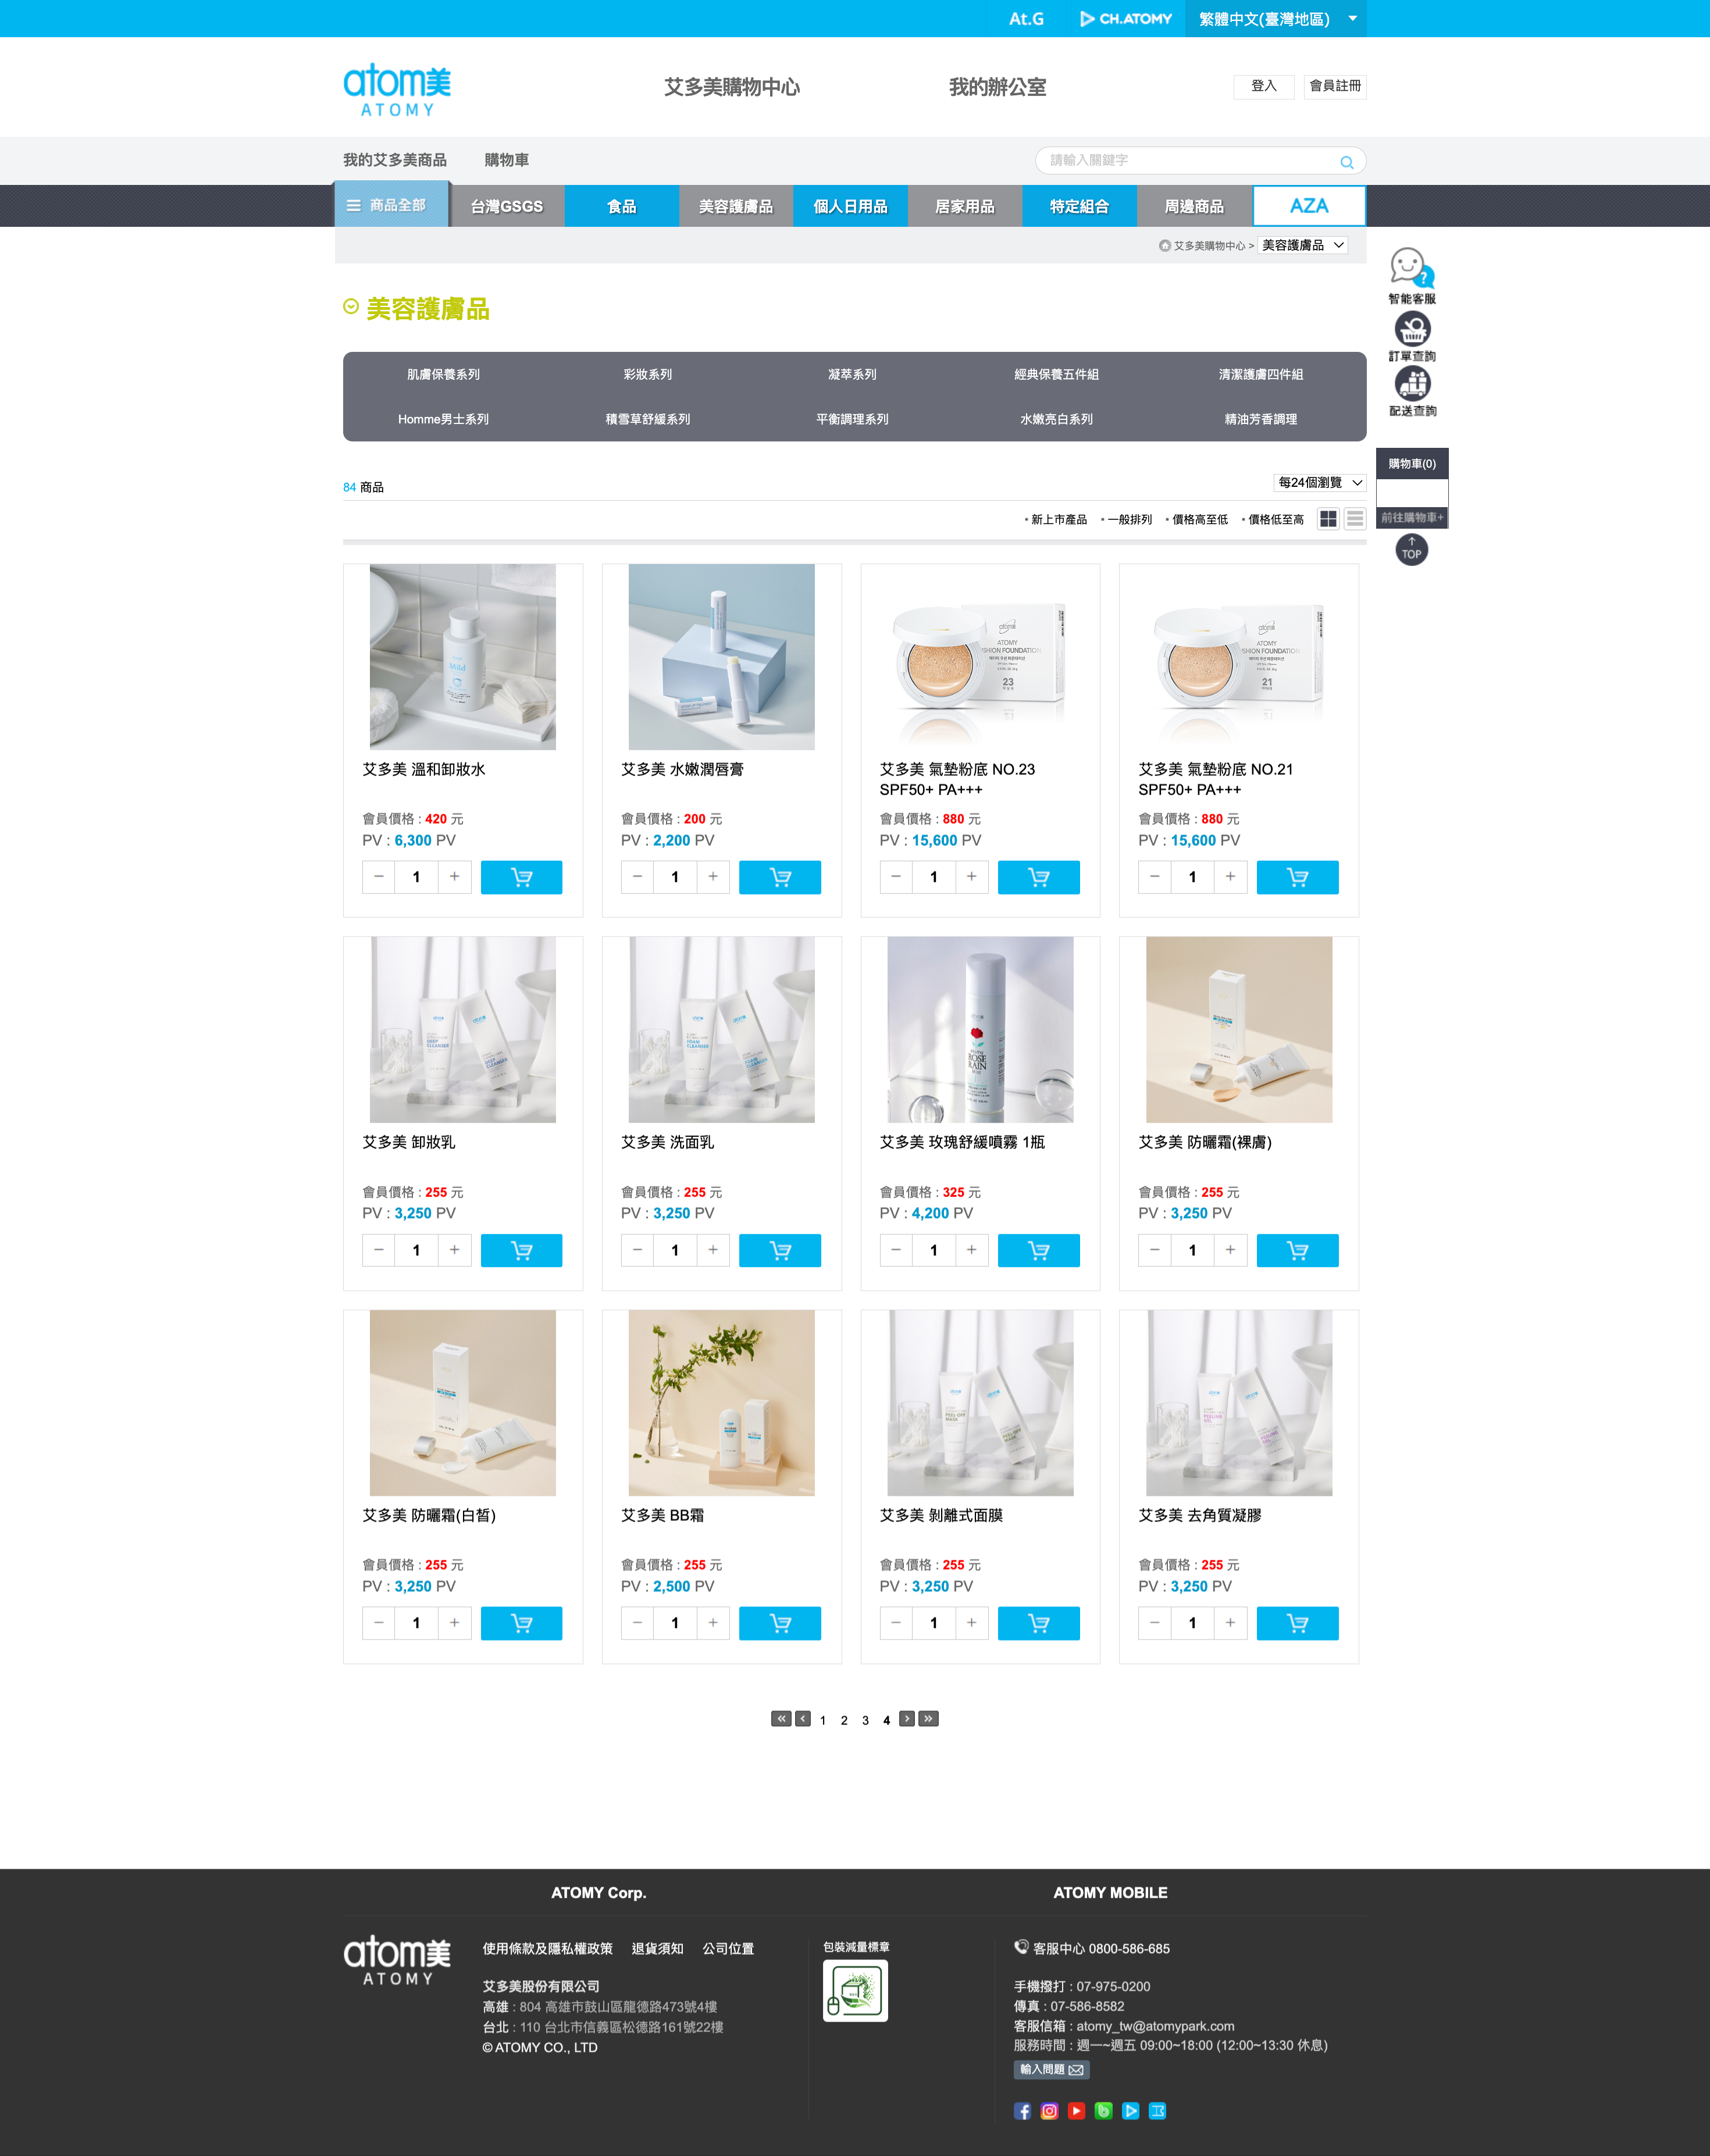 At.G
CH.ATOMY
繁體中文(臺灣地區)
atom美
ATOMY
艾多美購物中心
我的辦公室
登入
會員註冊
我的艾多美商品
購物車
請輸入關鍵字
商品全部
台灣GSGS
食品
美容護膚品
個人日用品
居家用品
特定組合
周邊商品
AZA
艾多美購物中心 >
美容護膚品
智能客服
訂單查詢
配送查詢
購物車(0)
前往購物車+
↑
TOP
美容護膚品
肌膚保養系列
彩妝系列
凝萃系列
經典保養五件組
清潔護膚四件組
Homme男士系列
積雪草舒緩系列
平衡調理系列
水嫩亮白系列
精油芳香調理
84 商品
每24個瀏覽
新上市產品
一般排列
價格高至低
價格低至高
Mild
atom美
ATOMY
SHION FOUNDATION
23
atom美
ATOMY
SHION FOUNDATION
21
艾多美 溫和卸妝水
會員價格 : 420 元
PV : 6,300 PV
− 1 +
艾多美 水嫩潤唇膏
會員價格 : 200 元
PV : 2,200 PV
− 1 +
艾多美 氣墊粉底 NO.23
SPF50+ PA+++
會員價格 : 880 元
PV : 15,600 PV
− 1 +
艾多美 氣墊粉底 NO.21
SPF50+ PA+++
會員價格 : 880 元
PV : 15,600 PV
− 1 +
DEEP
CLEANSER
FOAM
CLEANSER
ROSE
RAIN
艾多美 卸妝乳
會員價格 : 255 元
PV : 3,250 PV
− 1 +
艾多美 洗面乳
會員價格 : 255 元
PV : 3,250 PV
− 1 +
艾多美 玫瑰舒緩噴霧 1瓶
會員價格 : 325 元
PV : 4,200 PV
− 1 +
艾多美 防曬霜(裸膚)
會員價格 : 255 元
PV : 3,250 PV
− 1 +
PEEL-OFF
MASK
PEELING
GEL
艾多美 防曬霜(白皙)
會員價格 : 255 元
PV : 3,250 PV
− 1 +
艾多美 BB霜
會員價格 : 255 元
PV : 2,500 PV
− 1 +
艾多美 剝離式面膜
會員價格 : 255 元
PV : 3,250 PV
− 1 +
艾多美 去角質凝膠
會員價格 : 255 元
PV : 3,250 PV
− 1 +
« ‹ 1 2 3 4 › »
ATOMY Corp.
ATOMY MOBILE
atom美
ATOMY
使用條款及隱私權政策
退貨須知
公司位置
艾多美股份有限公司
高雄 : 804 高雄市鼓山區龍德路473號4樓
台北 : 110 台北市信義區松德路161號22樓
© ATOMY CO., LTD
包裝減量標章
客服中心 0800-586-685
手機撥打 : 07-975-0200
傳真 : 07-586-8582
客服信箱 : atomy_tw@atomypark.com
服務時間 : 週一~週五 09:00~18:00 (12:00~13:30 休息)
輸入問題